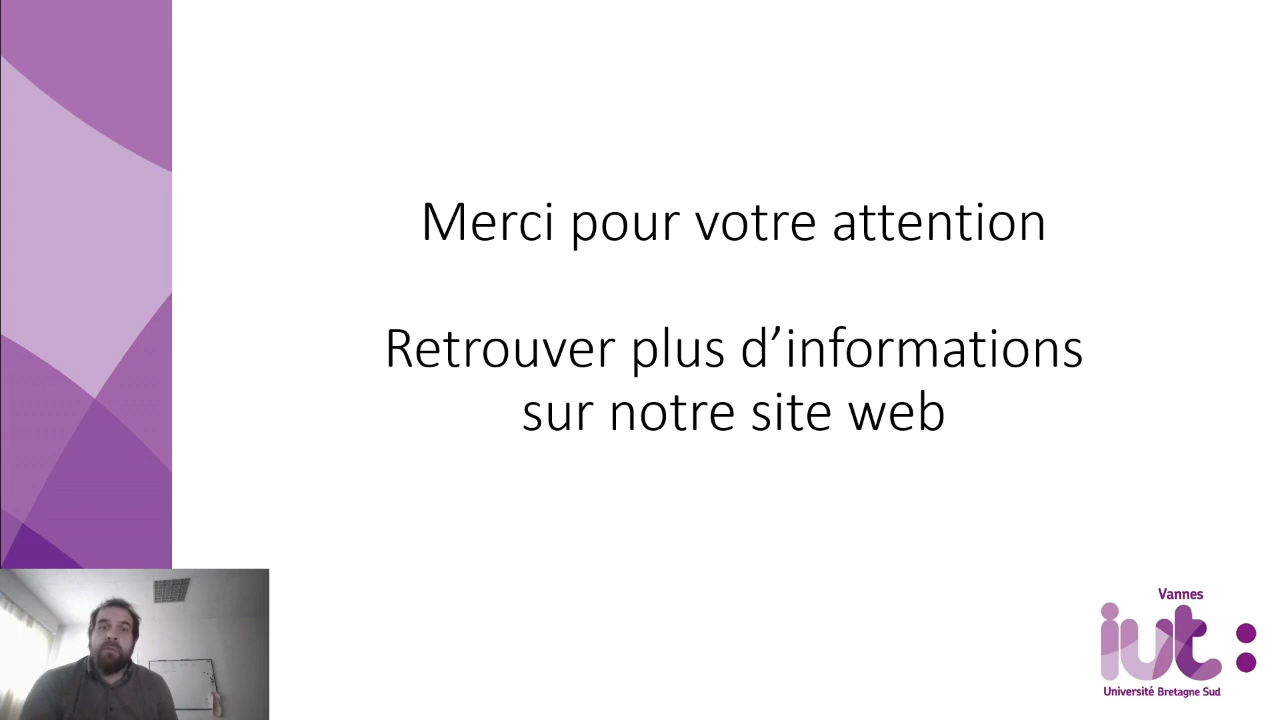 Merci pour votre attention
Retrouver plus d’informations
sur notre site web
Vannes
iut:
Université Bretagne Sud